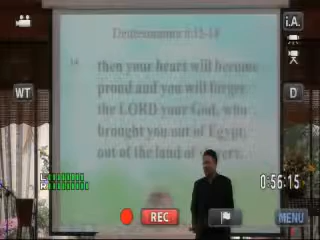 i.A.
Deuteronomy 8:12-14
14 then your heart will become
WT
proud and you will forget
D
the LORD your God, who
brought you out of Egypt,
out of the land of
L
R
0:56:15
REC
MENU